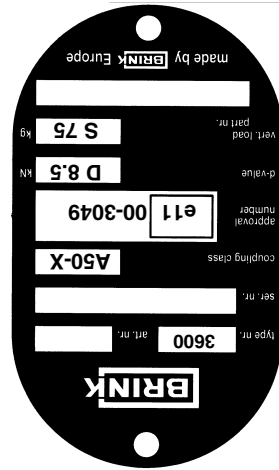 BRINK
type nr. 3600 art. nr.
ser. nr.
coupling class A50-X
approval number e11 00-3049
d-value D 8.5 kN
vert. load S 75 kg
part nr.
made by BRINK Europe